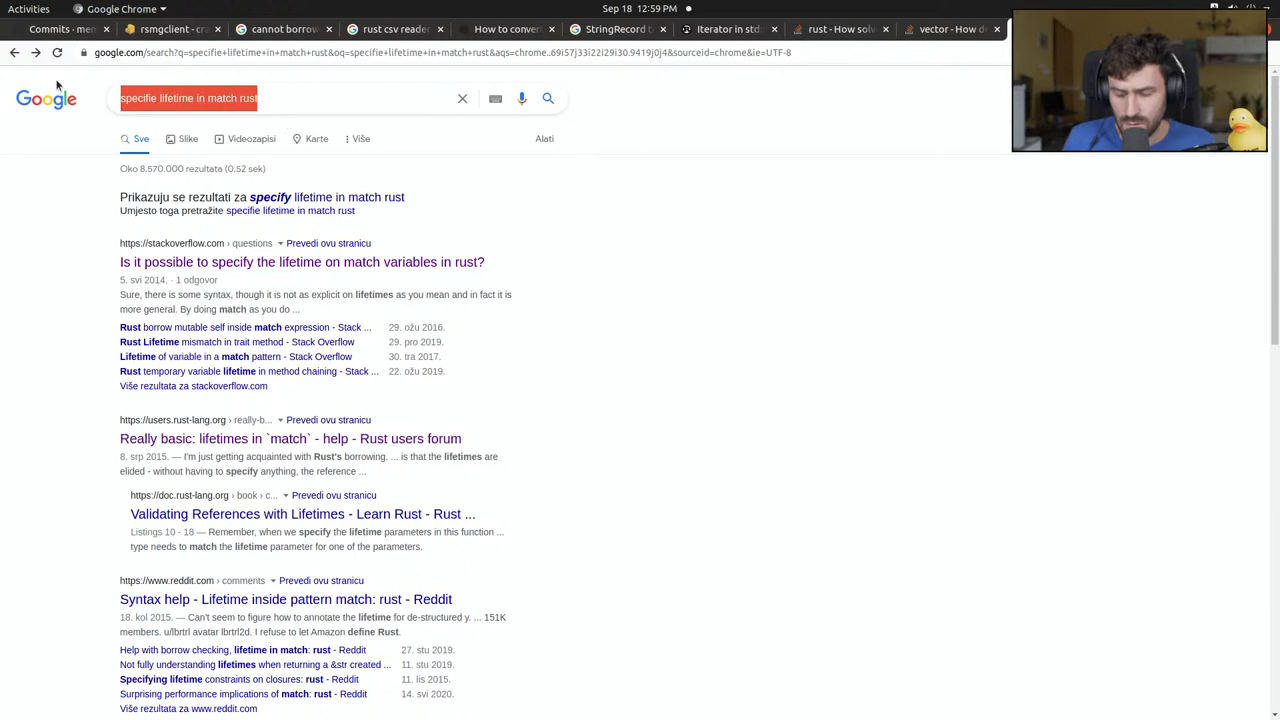 Activities
Google Chrome
Sep 18 12:59 PM
Commits · men
rsmgclient - cra
cannot borrow
rust csv reade
How to conver
StringRecord t
Iterator in std:
rust - How solv
vector - How d
google.com/search?q=specifie+lifetime+in+match+rust&oq=specifie+lifetime+in+match+rust&aqs=chrome..69i57j33i22i29i30.9419j0j4&sourceid=chrome&ie=UTF-8
Google
specifie lifetime in match rust
Sve
Slike
Videozapisi
Karte
Više
Alati
Oko 8.570.000 rezultata (0,52 sek)
Prikazuju se rezultati za specify lifetime in match rust
Umjesto toga pretražite specifie lifetime in match rust
https://stackoverflow.com › questions Prevedi ovu stranicu
Is it possible to specify the lifetime on match variables in rust?
5. svi 2014. · 1 odgovor
Sure, there is some syntax, though it is not as explicit on lifetimes as you mean and in fact it is
more general. By doing match as you do ...
Rust borrow mutable self inside match expression - Stack ... 29. ožu 2016.
Rust Lifetime mismatch in trait method - Stack Overflow 29. pro 2019.
Lifetime of variable in a match pattern - Stack Overflow 30. tra 2017.
Rust temporary variable lifetime in method chaining - Stack ... 22. ožu 2019.
Više rezultata za stackoverflow.com
https://users.rust-lang.org › really-b... Prevedi ovu stranicu
Really basic: lifetimes in `match` - help - Rust users forum
8. srp 2015. — I'm just getting acquainted with Rust's borrowing. ... is that the lifetimes are
elided - without having to specify anything, the reference ...
https://doc.rust-lang.org › book › c... Prevedi ovu stranicu
Validating References with Lifetimes - Learn Rust - Rust ...
Listings 10 - 18 — Remember, when we specify the lifetime parameters in this function ...
type needs to match the lifetime parameter for one of the parameters.
https://www.reddit.com › comments Prevedi ovu stranicu
Syntax help - Lifetime inside pattern match: rust - Reddit
18. kol 2015. — Can't seem to figure how to annotate the lifetime for de-structured y. ... 151K
members. u/lbrtrl avatar lbrtrl2d. I refuse to let Amazon define Rust.
Help with borrow checking, lifetime in match: rust - Reddit 27. stu 2019.
Not fully understanding lifetimes when returning a &str created ... 11. stu 2019.
Specifying lifetime constraints on closures: rust - Reddit 11. lis 2015.
Surprising performance implications of match: rust - Reddit 14. svi 2020.
Više rezultata za www.reddit.com